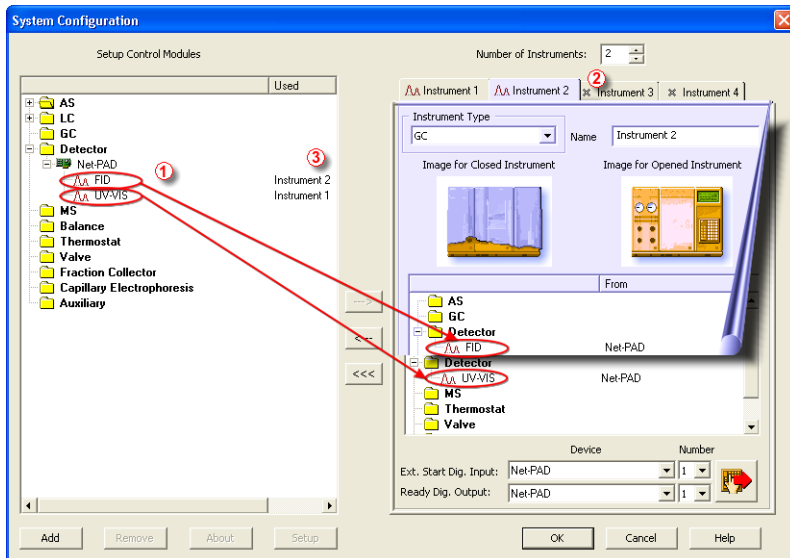 System Configuration
Setup Control Modules
Number of Instruments: 2
Used
AS
LC
GC
Detector
Net-PAD
①
③
FID Instrument 2
UV-VIS Instrument 1
MS
Balance
Thermostat
Valve
Fraction Collector
Capillary Electrophoresis
Auxiliary
--->
<---
<<<
②
Instrument 1 Instrument 2 Instrument 3 Instrument 4
Instrument Type
GC Name Instrument 2
Image for Closed Instrument Image for Opened Instrument
From
AS
GC
Detector
FID Net-PAD
Detector
UV-VIS Net-PAD
MS
Thermostat
Valve
Device Number
Ext. Start Dig. Input: Net-PAD 1
Ready Dig. Output: Net-PAD 1
Add Remove About Setup OK Cancel Help